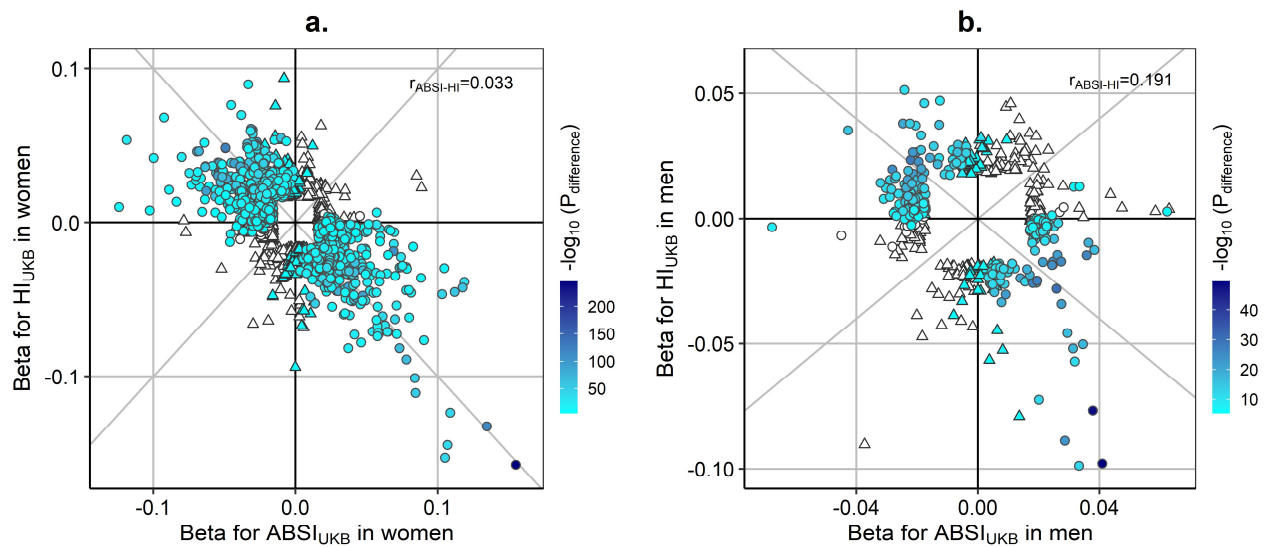 a.
r_ABSI-HI=0.033
0.1
0.0
-0.1
Beta for HI_UKB in women
-0.1
0.0
0.1
Beta for ABSI_UKB in women
-log10 (P_difference)
200
150
100
50
b.
r_ABSI-HI=0.191
0.05
0.00
-0.05
-0.10
Beta for HI_UKB in men
-0.04
0.00
0.04
Beta for ABSI_UKB in men
-log10 (P_difference)
40
30
20
10